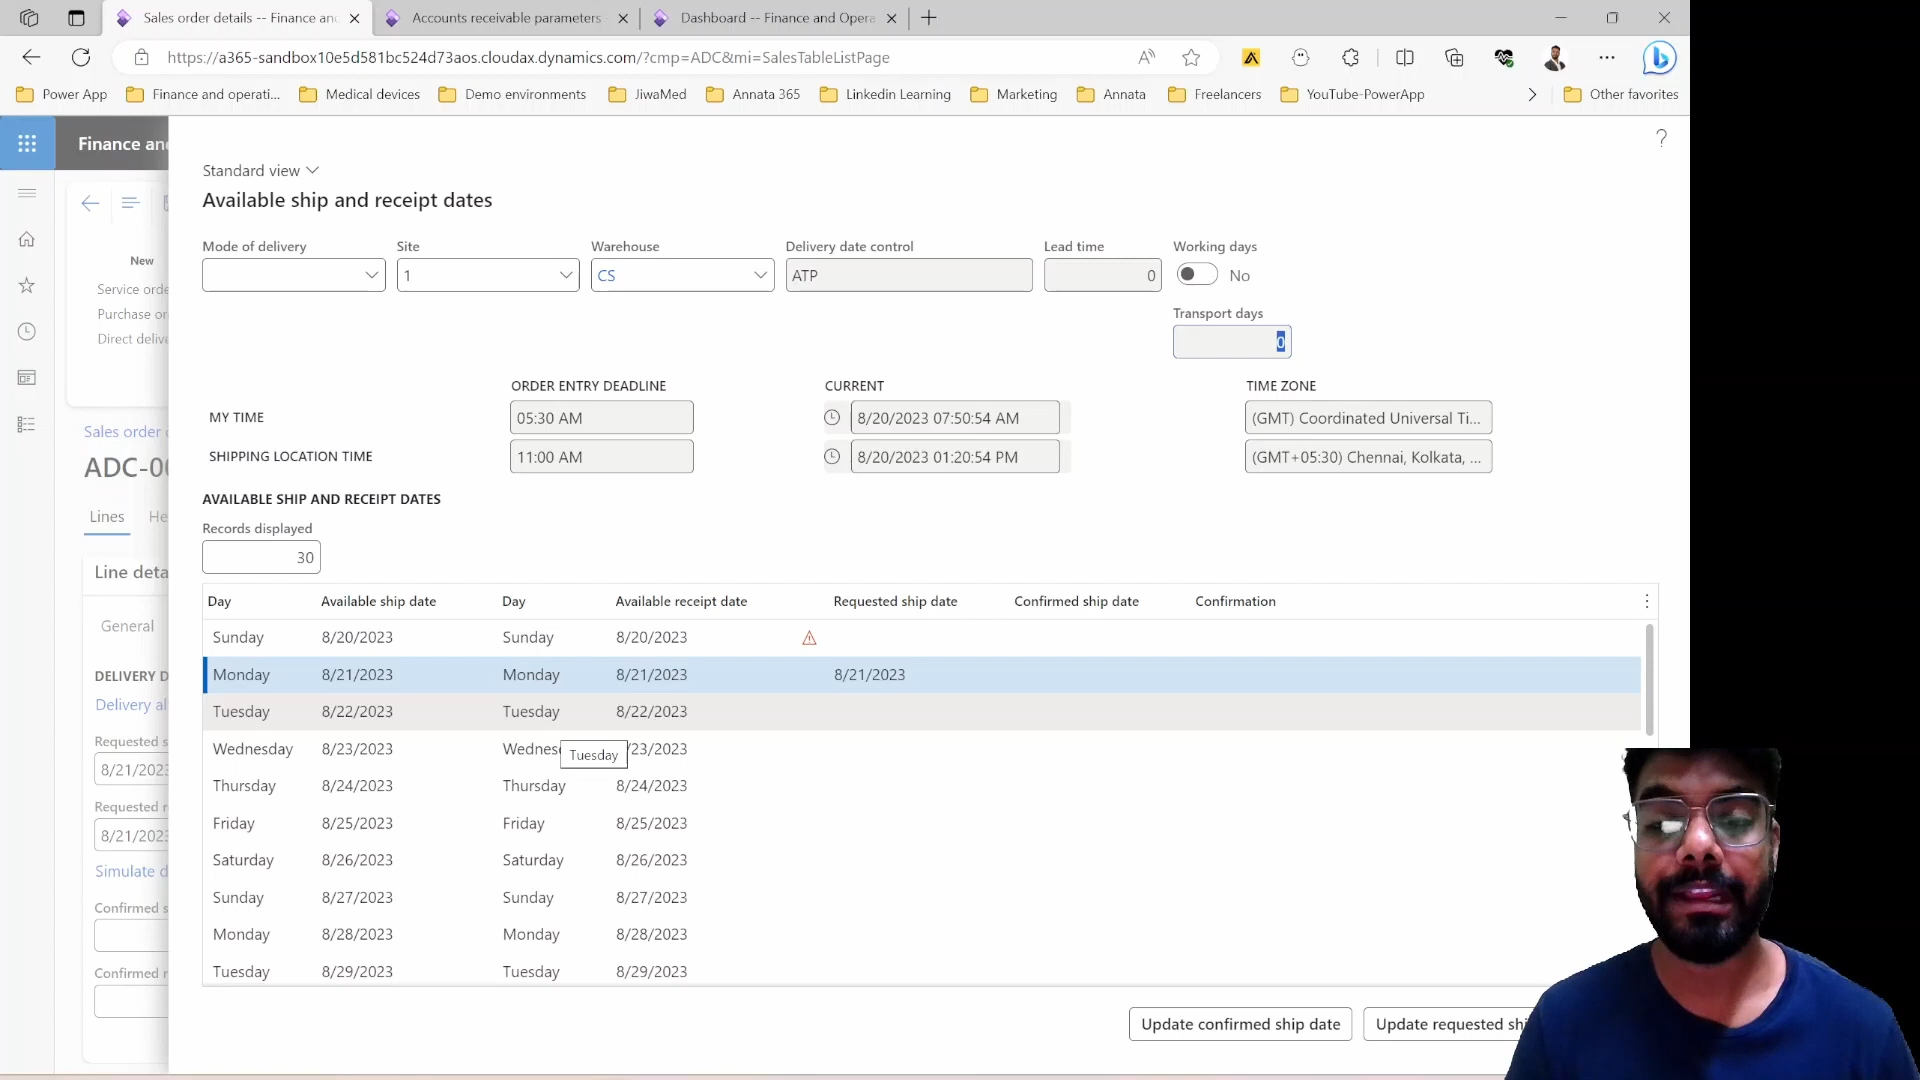 Sales order details -- Finance and
Accounts receivable parameters
Dashboard -- Finance and Opera
https://a365-sandbox10e5d581bc524d73aos.cloudax.dynamics.com/?cmp=ADC&mi=SalesTableListPage
Power App
Finance and operati...
Medical devices
Demo environments
JiwaMed
Annata 365
Linkedin Learning
Marketing
Annata
Freelancers
YouTube-PowerApp
Other favorites
Finance and
Standard view
Available ship and receipt dates
New
Service orde
Purchase or
Direct delive
Sales order
ADC-00
Lines
He
Line deta
General
DELIVERY D
Delivery al
Requested s
8/21/2023
Requested r
8/21/2023
Simulate d
Confirmed s
Confirmed r
Mode of delivery
Site
Warehouse
Delivery date control
Lead time
Working days
1
CS
ATP
0
No
Transport days
0
ORDER ENTRY DEADLINE
CURRENT
TIME ZONE
MY TIME
05:30 AM
8/20/2023 07:50:54 AM
(GMT) Coordinated Universal Ti...
SHIPPING LOCATION TIME
11:00 AM
8/20/2023 01:20:54 PM
(GMT+05:30) Chennai, Kolkata, ...
AVAILABLE SHIP AND RECEIPT DATES
Records displayed
30
Day Available ship date Day Available receipt date Requested ship date Confirmed ship date Confirmation
Sunday 8/20/2023 Sunday 8/20/2023
Monday 8/21/2023 Monday 8/21/2023 8/21/2023
Tuesday 8/22/2023 Tuesday 8/22/2023
Wednesday 8/23/2023 Wednes /23/2023
Tuesday
Thursday 8/24/2023 Thursday 8/24/2023
Friday 8/25/2023 Friday 8/25/2023
Saturday 8/26/2023 Saturday 8/26/2023
Sunday 8/27/2023 Sunday 8/27/2023
Monday 8/28/2023 Monday 8/28/2023
Tuesday 8/29/2023 Tuesday 8/29/2023
Update confirmed ship date
Update requested shi